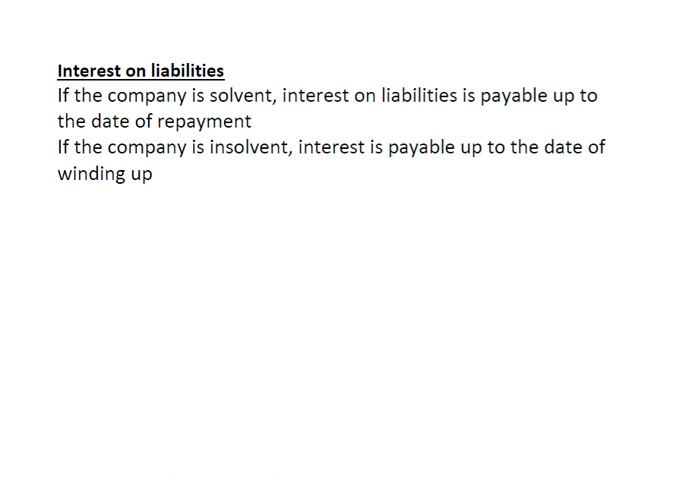 Interest on liabilities
If the company is solvent, interest on liabilities is payable up to
the date of repayment
If the company is insolvent, interest is payable up to the date of
winding up